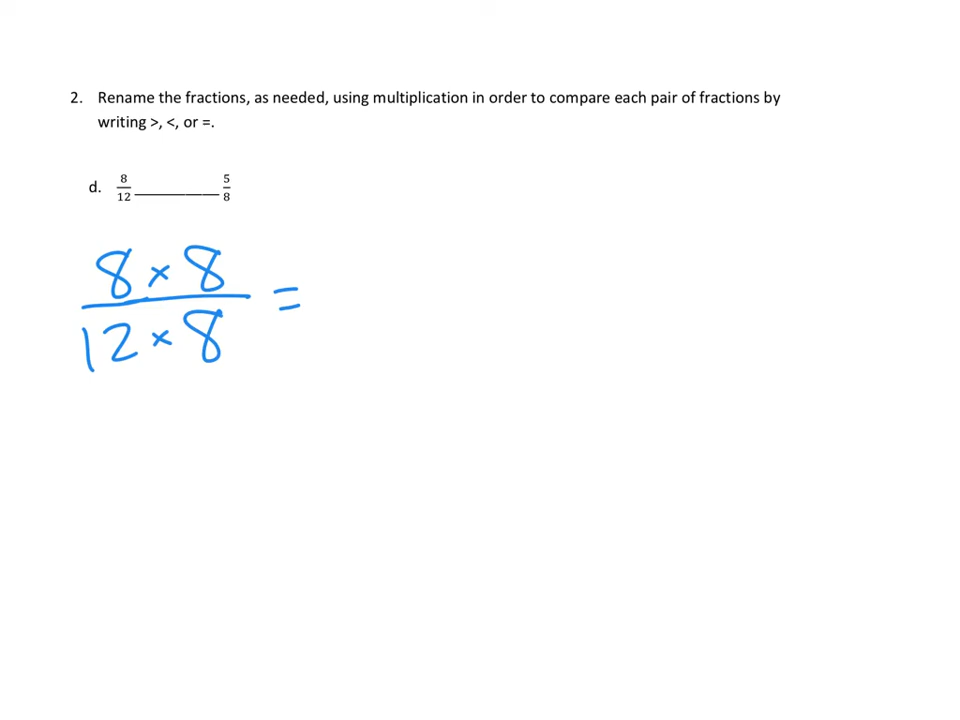 2. Rename the fractions, as needed, using multiplication in order to compare each pair of fractions by
writing >, <, or =.
d. 8/12 _________ 5/8
8 × 8
12 × 8
=